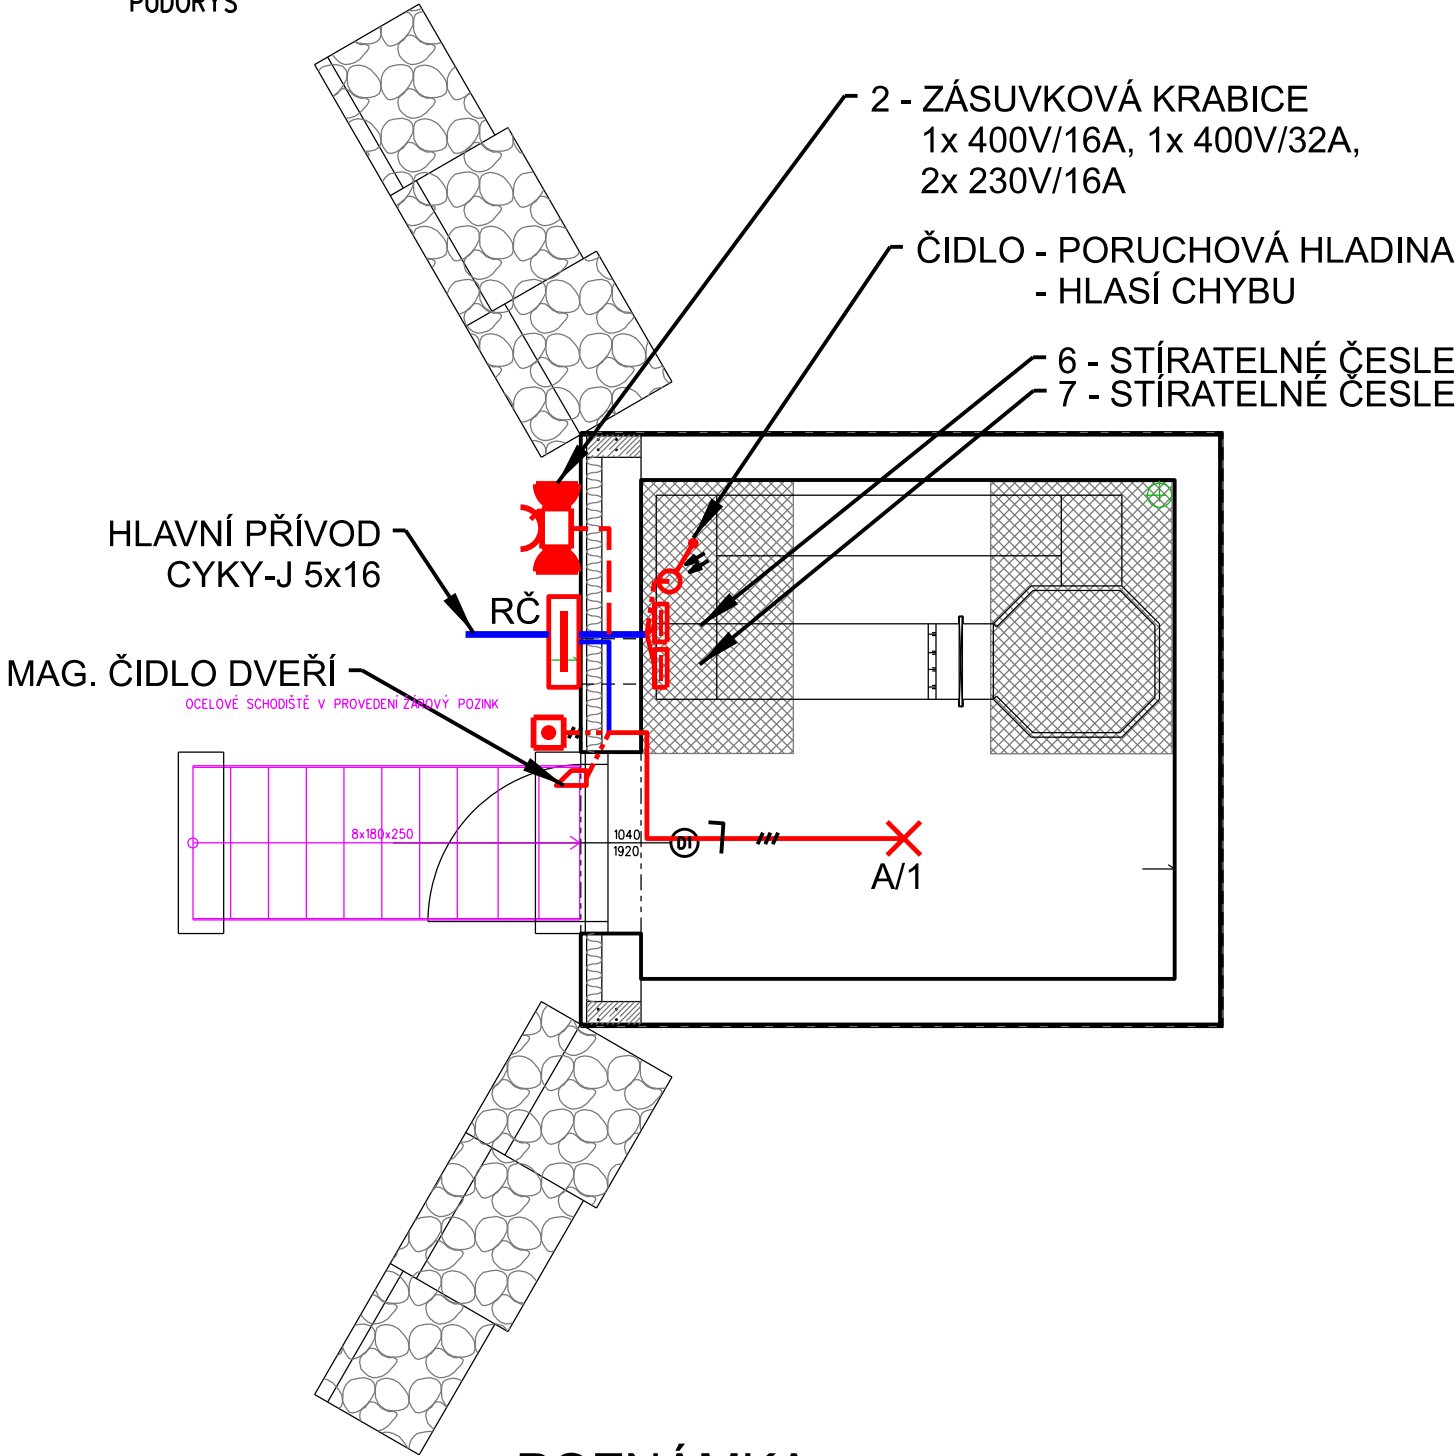 PŮDORYS
2 - ZÁSUVKOVÁ KRABICE
1x 400V/16A, 1x 400V/32A,
2x 230V/16A
ČIDLO - PORUCHOVÁ HLADINA
- HLASÍ CHYBU
6 - STÍRATELNÉ ČESLE
7 - STÍRATELNÉ ČESLE
HLAVNÍ PŘÍVOD
CYKY-J 5x16
RČ
MAG. ČIDLO DVEŘÍ
OCELOVÉ SCHODIŠTĚ V PROVEDENÍ ŽÁROVÝ POZINK
8x180x250
1040
1920
D1
A/1
POZNÁMKA